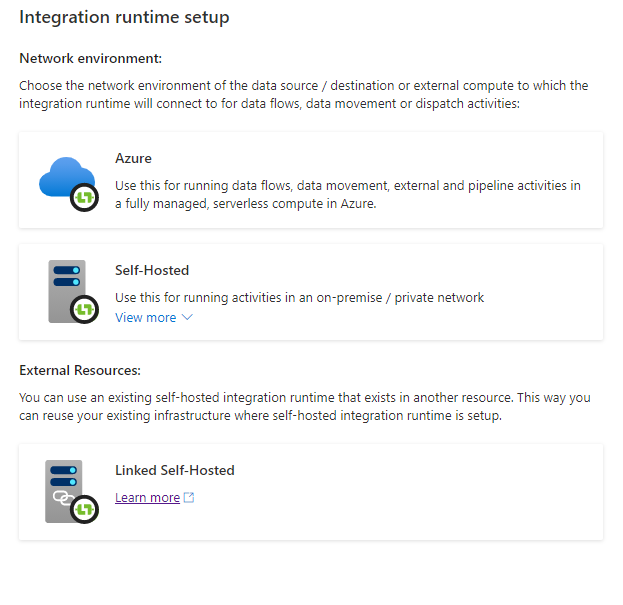 Integration runtime setup
Network environment:
Choose the network environment of the data source / destination or external compute to which the
integration runtime will connect to for data flows, data movement or dispatch activities:
Azure
Use this for running data flows, data movement, external and pipeline activities in
a fully managed, serverless compute in Azure.
Self-Hosted
Use this for running activities in an on-premise / private network
View more
External Resources:
You can use an existing self-hosted integration runtime that exists in another resource. This way you
can reuse your existing infrastructure where self-hosted integration runtime is setup.
Linked Self-Hosted
Learn more